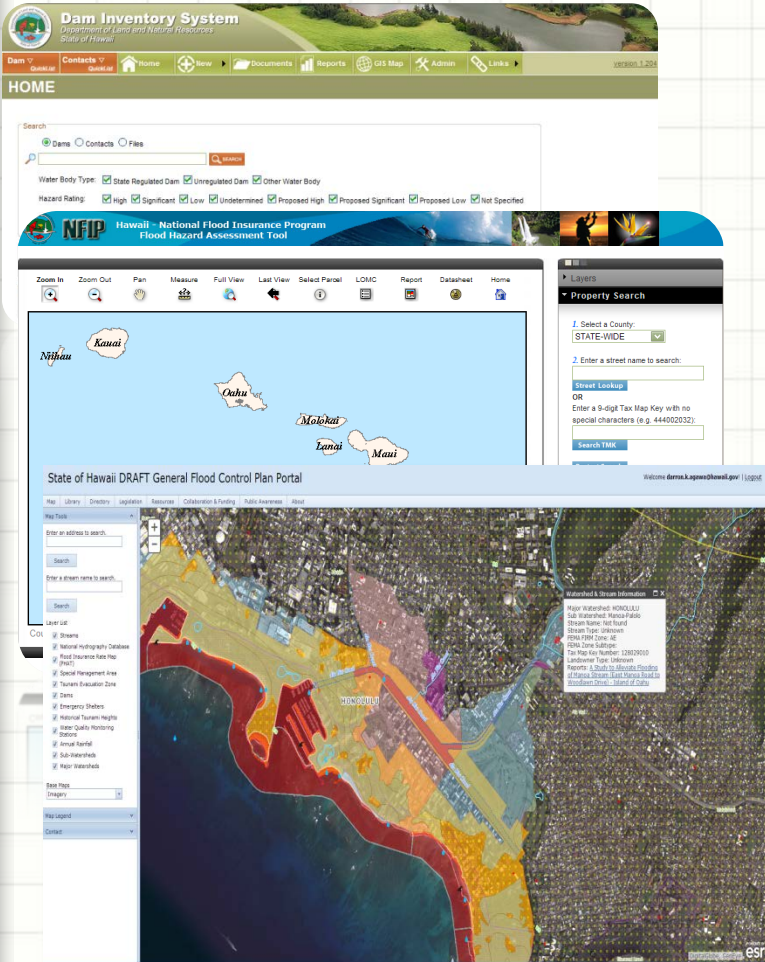 Dam Inventory System
Department of Land and Natural Resources
State of Hawaii
Dam
QuickList
Contacts
QuickList
Home
New
Documents
Reports
GIS Map
Admin
Links
version 1.204
HOME
Search
Dams Contacts Files
SEARCH
Water Body Type: State Regulated Dam Unregulated Dam Other Water Body
Hazard Rating: High Significant Low Undetermined Proposed High Proposed Significant Proposed Low Not Specified
NFIP
Hawaii - National Flood Insurance Program
Flood Hazard Assessment Tool
Zoom In Zoom Out Pan Measure Full View Last View Select Parcel LOMC Report Datasheet Home
Niihau
Kauai
Oahu
Molokai
Lanai
Maui
Layers
Property Search
1. Select a County:
STATE-WIDE
2. Enter a street name to search:
Street Lookup
OR
Enter a 9-digit Tax Map Key with no
special characters (e.g. 444002032):
Search TMK
State of Hawaii DRAFT General Flood Control Plan Portal
Logout
Map Library Directory Legislation Resources Collaboration & Funding Public Awareness About
Map Tools
Enter an address to search.
Search
Enter a stream name to search.
Search
Layer List
Streams
National Hydrography Database
Flood Insurance Rate Map
Special Management Area
Tsunami Evacuation Zone
Dams
Emergency Shelters
Historical Tsunami Heights
Water Quality Monitoring
Stations
Annual Rainfall
Sub-Watersheds
Major Watersheds
Base Maps
Imagery
Map Legend
Contact
HONOLULU
Watershed & Stream Information
Major Watershed: HONOLULU
Sub Watershed: Manoa-Palolo
Stream Name: Not found
Stream Type: Unknown
FEMA FIRM Zone: AE
FEMA Zone Subtype:
Tax Map Key Number: 128029010
Landowner Type: Unknown
Reports: A Study to Alleviate Flooding
of Manoa Stream (East Manoa Road to
Woodlawn Drive) - Island of Oahu